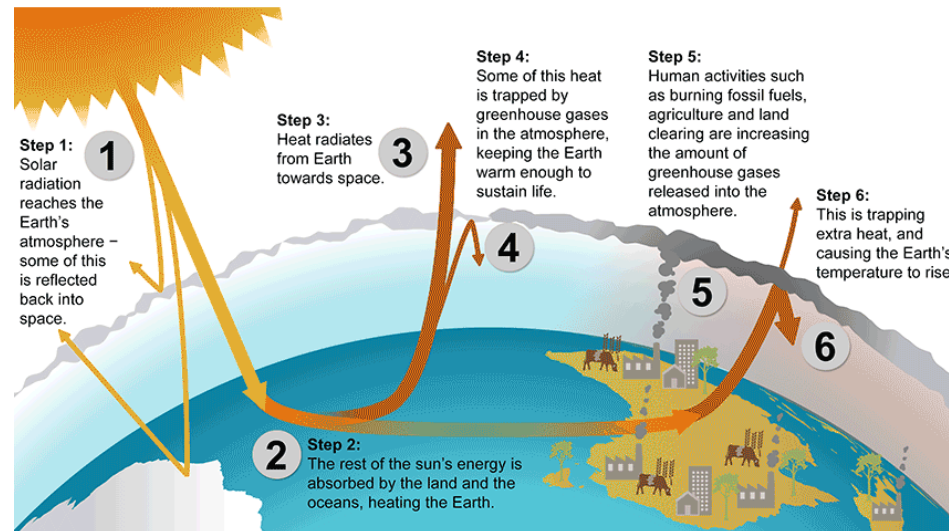 1
Step 1:
Solar
radiation
reaches the
Earth's
atmosphere –
some of this
is reflected
back into
space.
2
Step 2:
The rest of the sun's energy is
absorbed by the land and the
oceans, heating the Earth.
3
Step 3:
Heat radiates
from Earth
towards space.
4
Step 4:
Some of this heat
is trapped by
greenhouse gases
in the atmosphere,
keeping the Earth
warm enough to
sustain life.
5
Step 5:
Human activities such
as burning fossil fuels,
agriculture and land
clearing are increasing
the amount of
greenhouse gases
released into the
atmosphere.
6
Step 6:
This is trapping
extra heat, and
causing the Earth's
temperature to rise